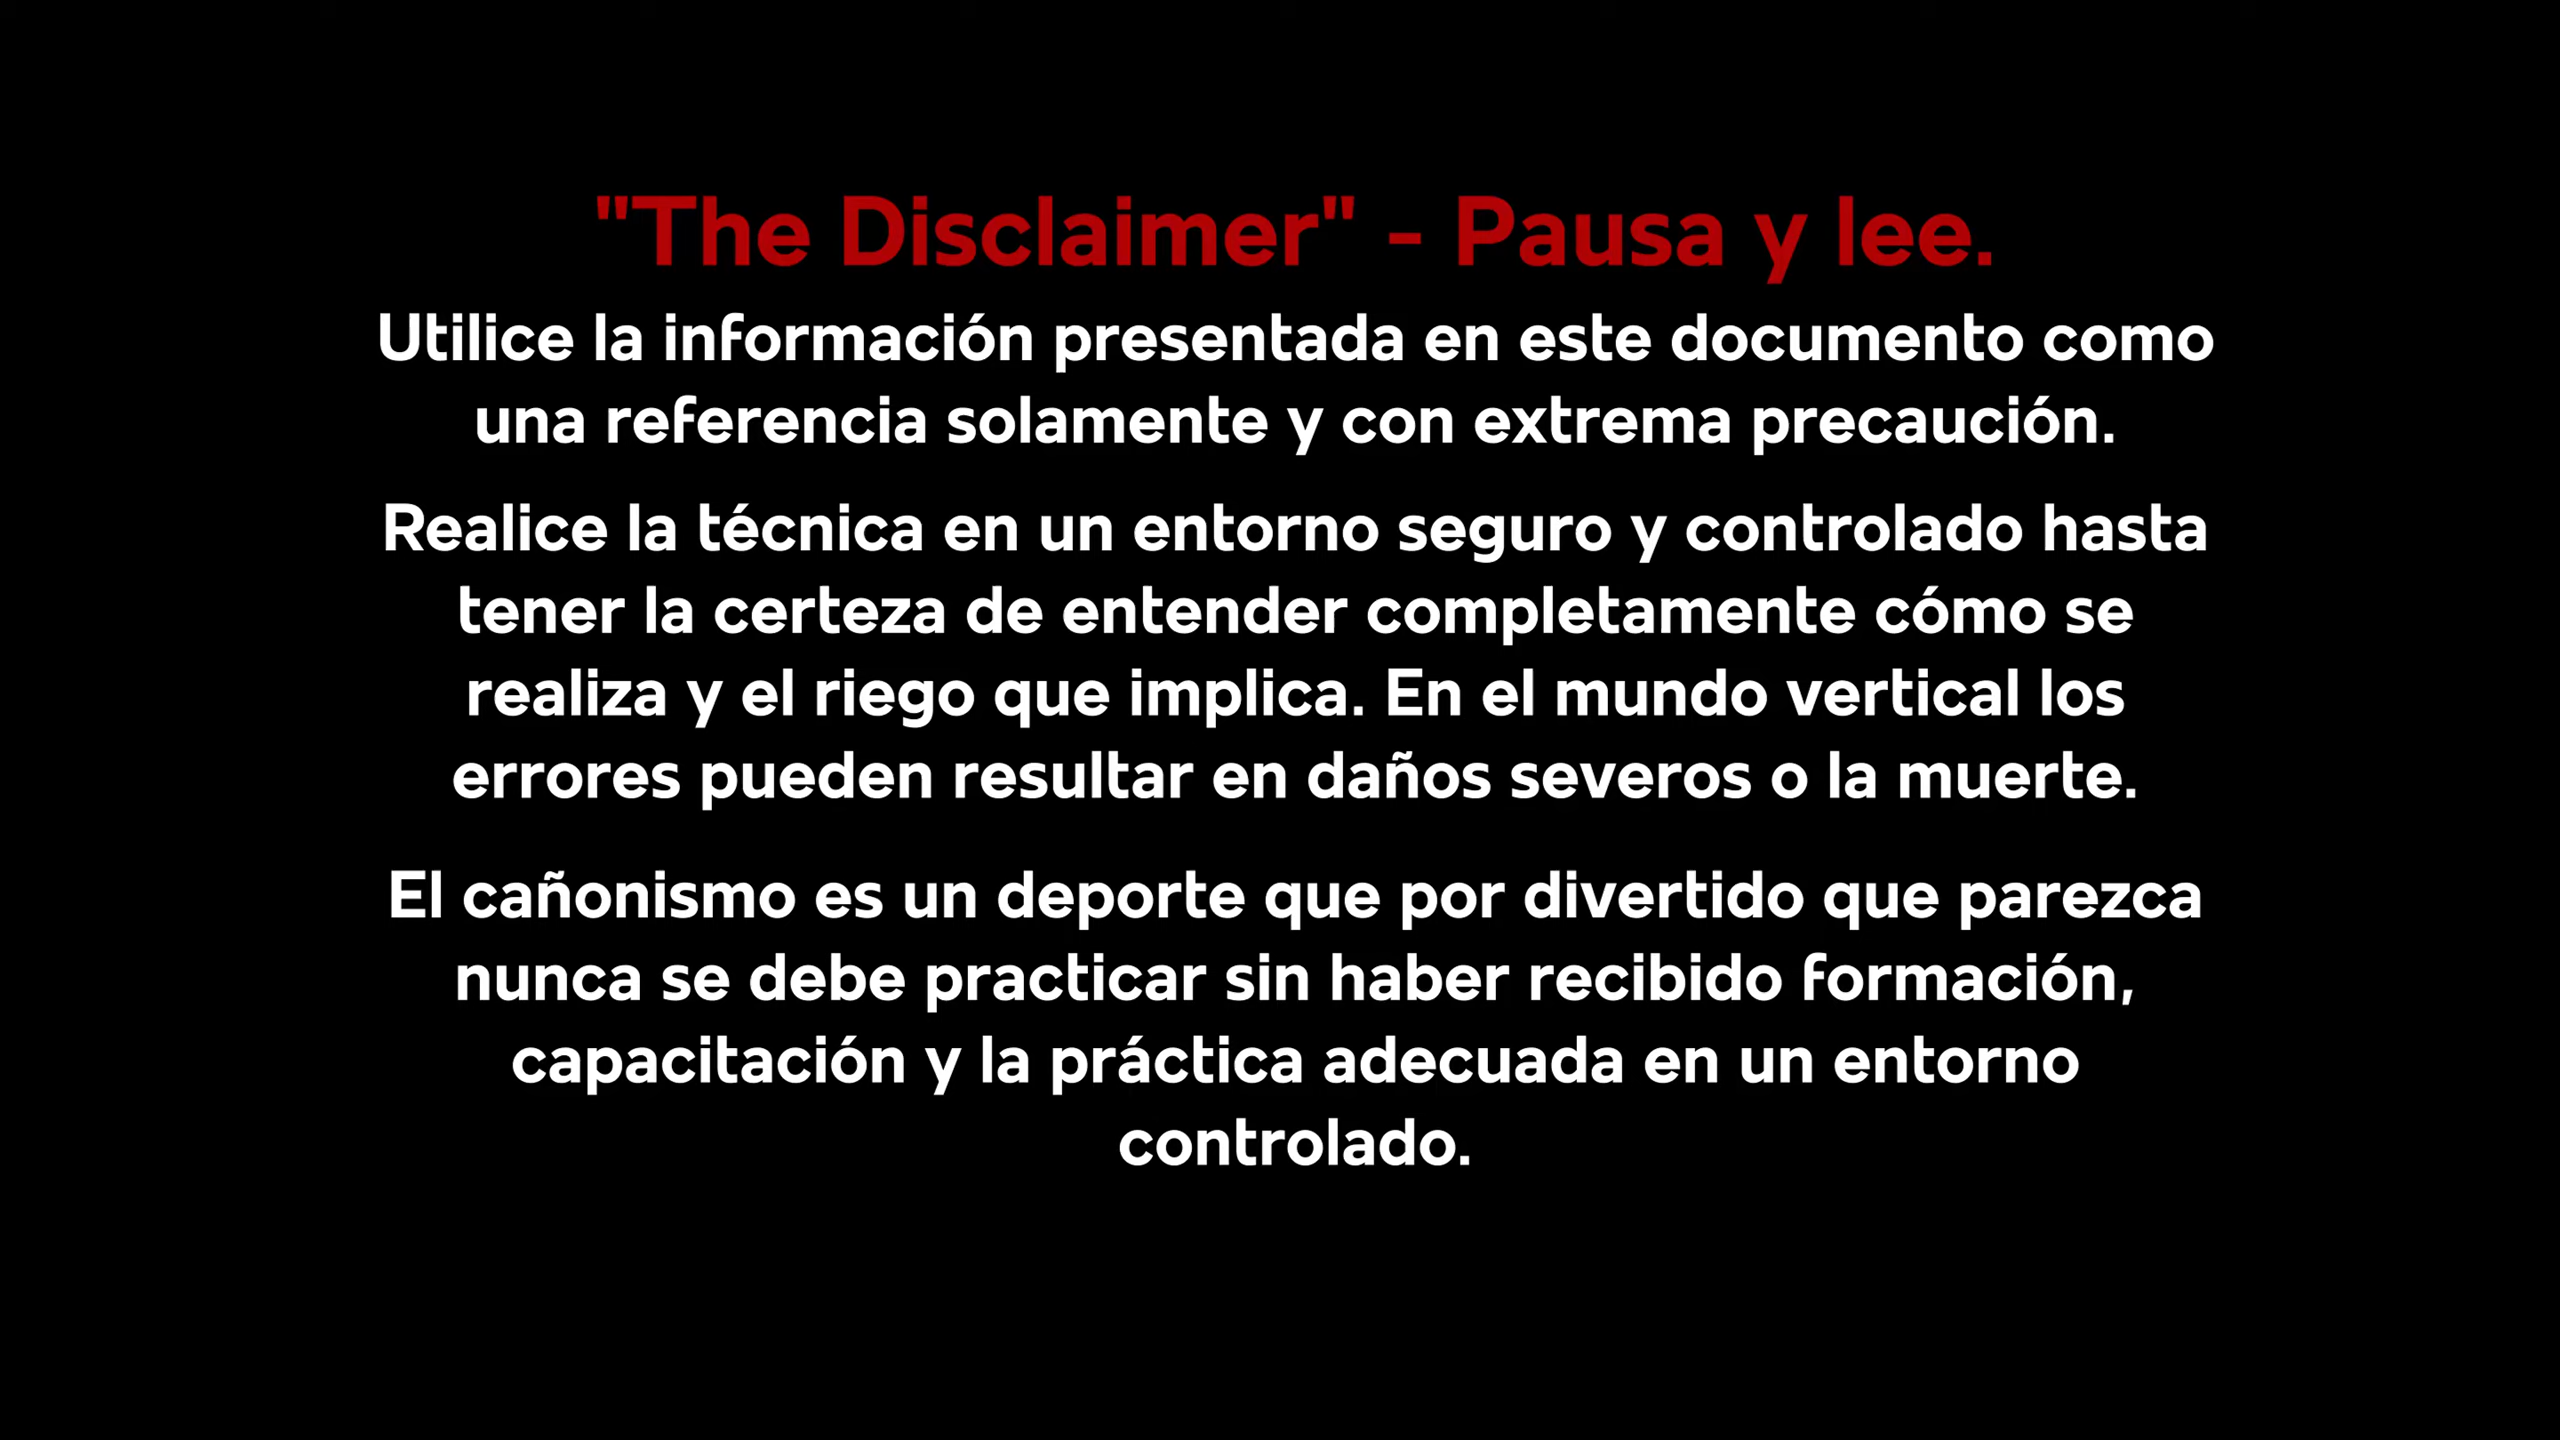 "The Disclaimer" - Pausa y lee.
Utilice la información presentada en este documento como
una referencia solamente y con extrema precaución.
Realice la técnica en un entorno seguro y controlado hasta
tener la certeza de entender completamente cómo se
realiza y el riego que implica. En el mundo vertical los
errores pueden resultar en daños severos o la muerte.
El cañonismo es un deporte que por divertido que parezca
nunca se debe practicar sin haber recibido formación,
capacitación y la práctica adecuada en un entorno
controlado.